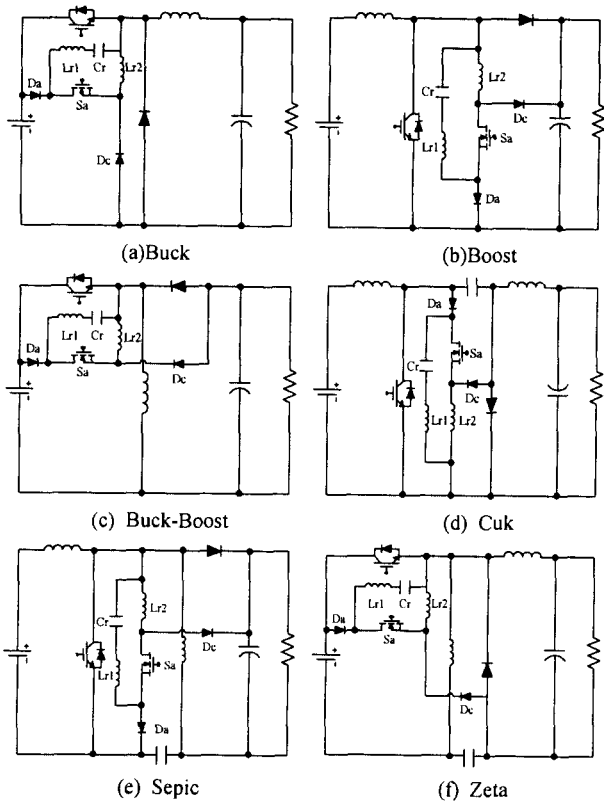 Lr1 Cr Lr2
Da
Sa
Dc
(a)Buck
Lr2
Cr
Dc
Sa
Lr1
Da
(b)Boost
Lr1 Cr Lr2
Da
Sa
Dc
(c) Buck-Boost
Da
Cr
Sa
Dc
Lr1 Lr2
(d) Cuk
Lr2
Cr
Dc
Sa
Lr1
Da
(e) Sepic
Lr1 Cr Lr2
Da
Sa
Dc
(f) Zeta